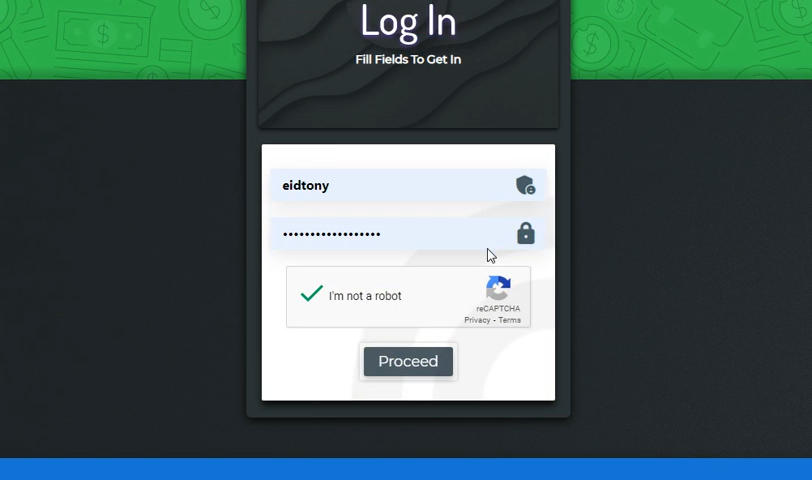 Log In
Fill Fields To Get In
eidtony
••••••••••••••••••
I'm not a robot
reCAPTCHA
Privacy - Terms
Proceed